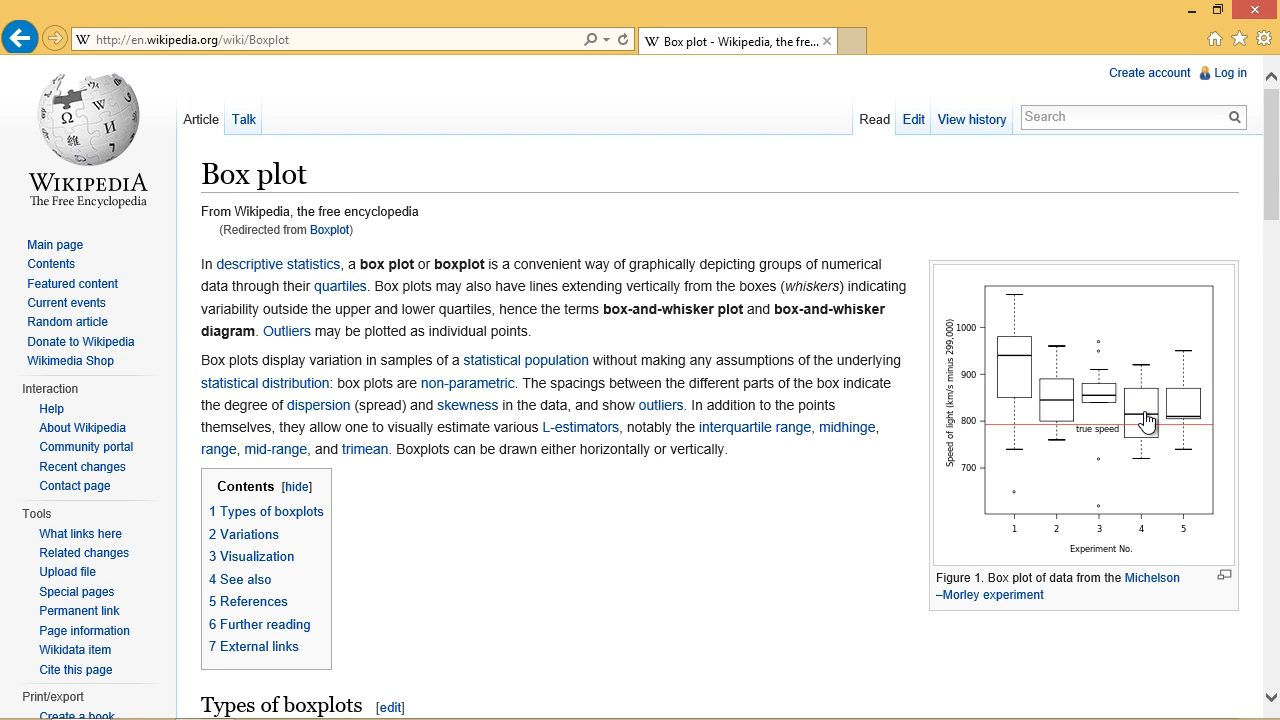 http://en.wikipedia.org/wiki/Boxplot
W Box plot - Wikipedia, the fre...
Create account Log in
WIKIPEDIA
The Free Encyclopedia
Article Talk Read Edit View history Search
Box plot
From Wikipedia, the free encyclopedia
(Redirected from Boxplot)
In descriptive statistics, a box plot or boxplot is a convenient way of graphically depicting groups of numerical
data through their quartiles. Box plots may also have lines extending vertically from the boxes (whiskers) indicating
variability outside the upper and lower quartiles, hence the terms box-and-whisker plot and box-and-whisker
diagram. Outliers may be plotted as individual points.
Box plots display variation in samples of a statistical population without making any assumptions of the underlying
statistical distribution: box plots are non-parametric. The spacings between the different parts of the box indicate
the degree of dispersion (spread) and skewness in the data, and show outliers. In addition to the points
themselves, they allow one to visually estimate various L-estimators, notably the interquartile range, midhinge,
range, mid-range, and trimean. Boxplots can be drawn either horizontally or vertically.
Contents [hide]
1 Types of boxplots
2 Variations
3 Visualization
4 See also
5 References
6 Further reading
7 External links
Types of boxplots [edit]
Speed of light (km/s minus 299,000)
1000
900
800
700
true speed
1 2 3 4 5
Experiment No.
Figure 1. Box plot of data from the Michelson
–Morley experiment
Main page
Contents
Featured content
Current events
Random article
Donate to Wikipedia
Wikimedia Shop
Interaction
Help
About Wikipedia
Community portal
Recent changes
Contact page
Tools
What links here
Related changes
Upload file
Special pages
Permanent link
Page information
Wikidata item
Cite this page
Print/export
Create a book